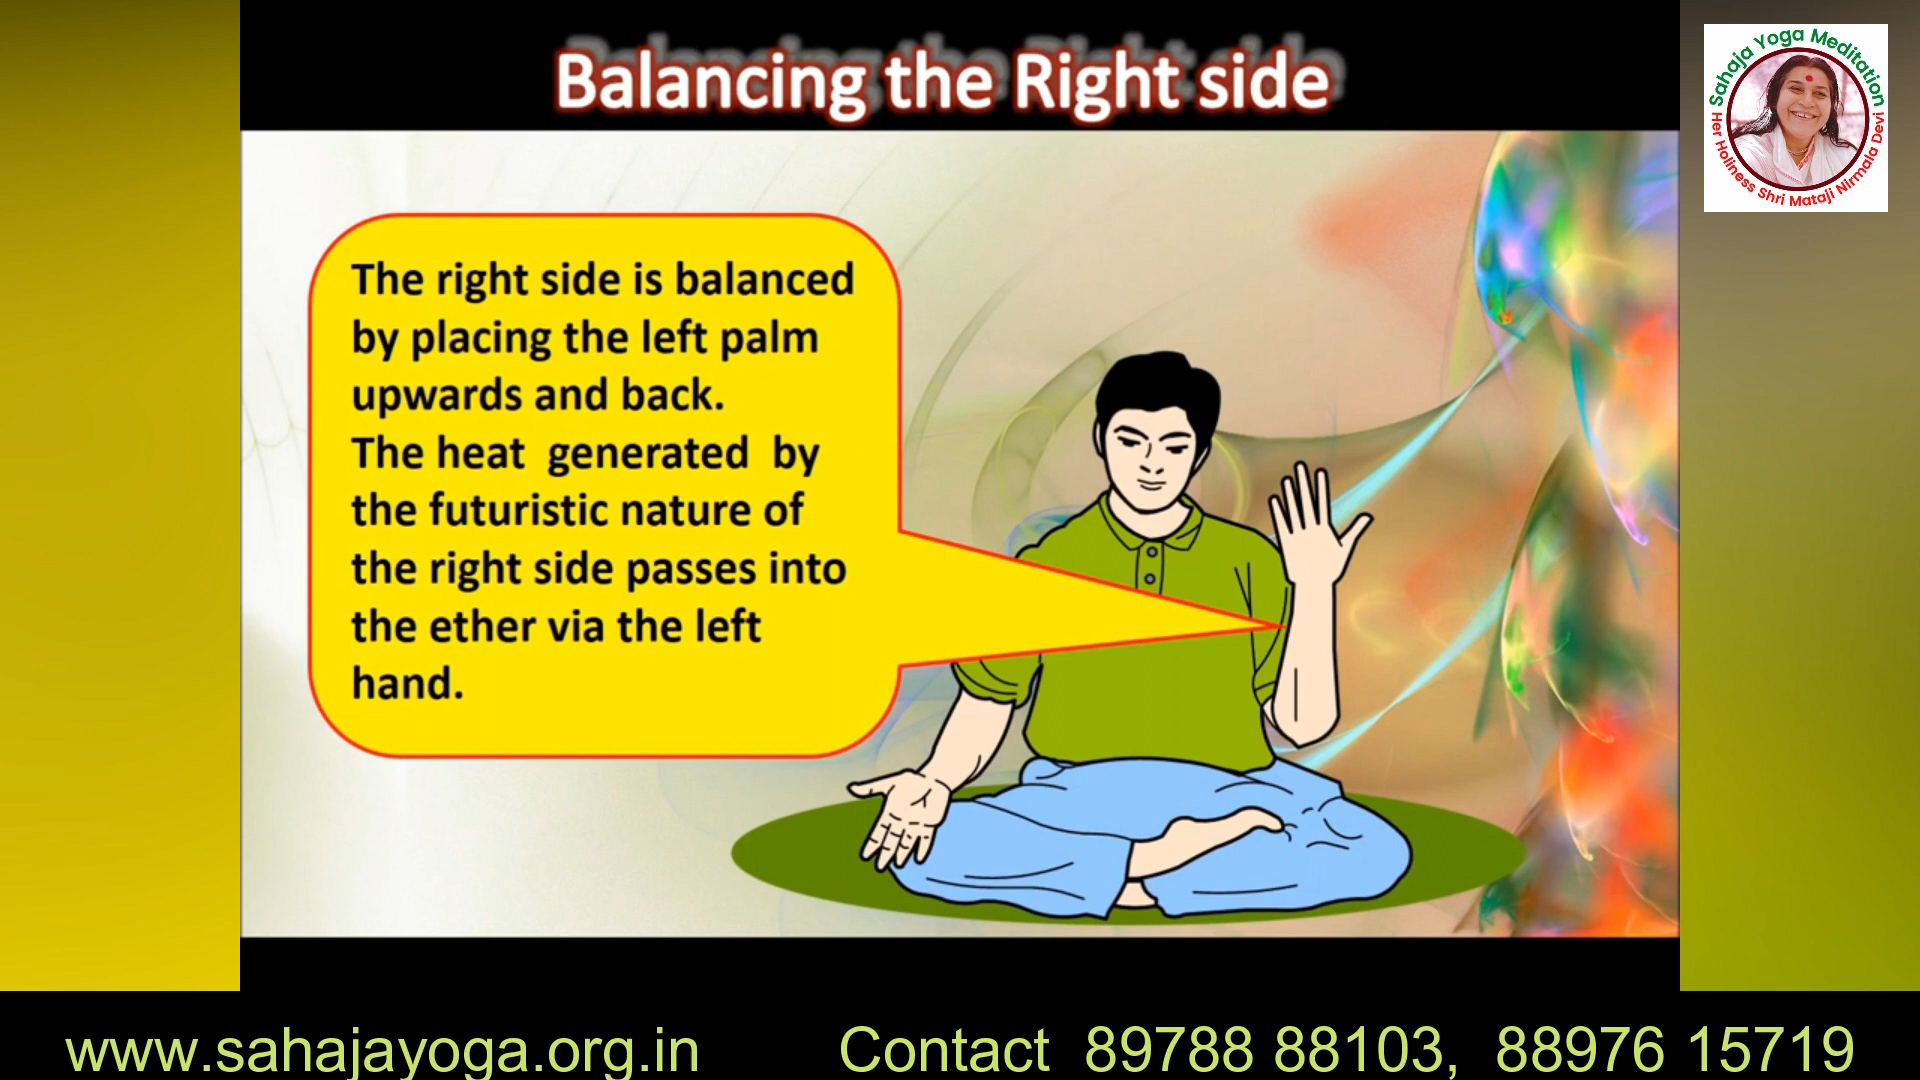 Balancing the Right side
Sahaja Yoga Meditation
Her Holiness Shri Mataji Nirmala Devi
The right side is balanced
by placing the left palm
upwards and back.
The heat generated by
the futuristic nature of
the right side passes into
the ether via the left
hand.
www.sahajayoga.org.in Contact 89788 88103, 88976 15719